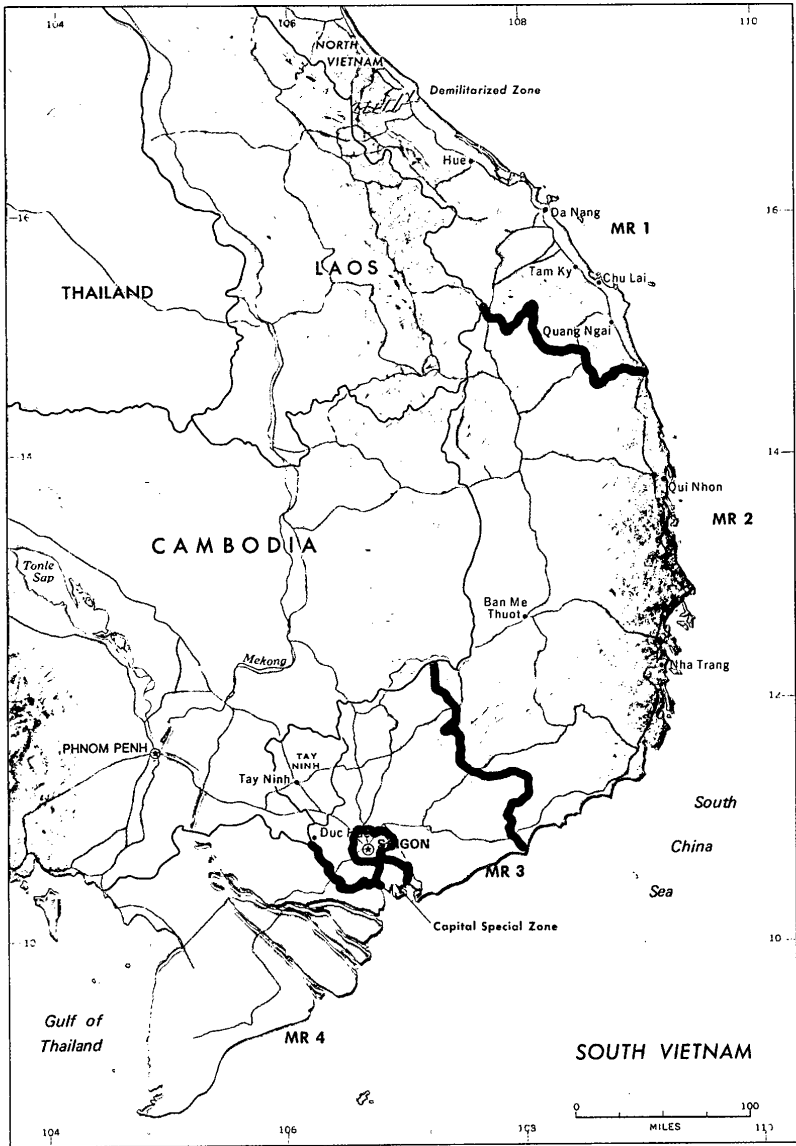 104
106
108
110
NORTH
VIETNAM
Demilitarized Zone
Hue
16
Da Nang
16
MR 1
LAOS
Tam Ky
Chu Lai
THAILAND
Quang Ngai
14
14
Qui Nhon
MR 2
CAMBODIA
Tonle
Sap
Ban Me
Thuot
Mekong
Nha Trang
12
PHNOM PENH
TAY
NINH
Tay Ninh
South
China
Sea
Duc
SAIGON
MR 3
Capital Special Zone
10
10
Gulf of
Thailand
MR 4
SOUTH VIETNAM
0
100
MILES
104
106